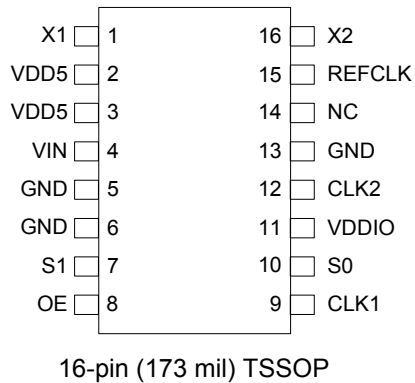 X1 1 16 X2
VDD5 2 15 REFCLK
VDD5 3 14 NC
VIN 4 13 GND
GND 5 12 CLK2
GND 6 11 VDDIO
S1 7 10 S0
OE 8 9 CLK1
16-pin (173 mil) TSSOP